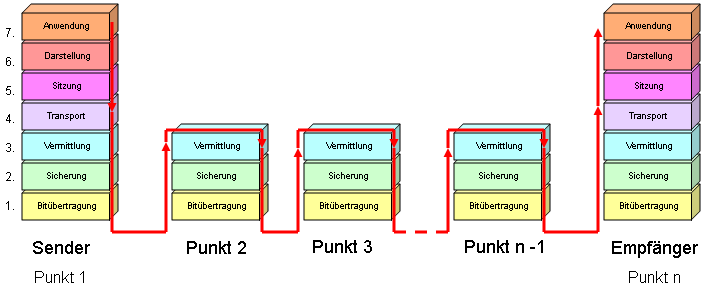 7. Anwendung Anwendung
6. Darstellung Darstellung
5. Sitzung Sitzung
4. Transport Transport
3. Vermittlung Vermittlung Vermittlung Vermittlung Vermittlung
2. Sicherung Sicherung Sicherung Sicherung Sicherung
1. Bitübertragung Bitübertragung Bitübertragung Bitübertragung Bitübertragung
Sender Punkt 2 Punkt 3 Punkt n -1 Empfänger
Punkt 1 Punkt n